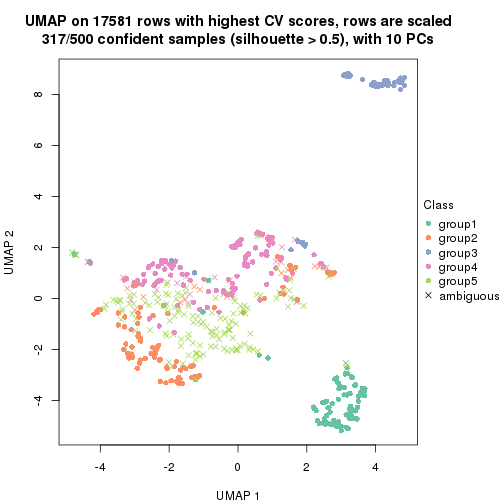 UMAP on 17581 rows with highest CV scores, rows are scaled
317/500 confident samples (silhouette > 0.5), with 10 PCs
8
6
4
2
0
-2
-4
UMAP 2
-4
-2
0
2
4
UMAP 1
Class
group1
group2
group3
group4
group5
ambiguous